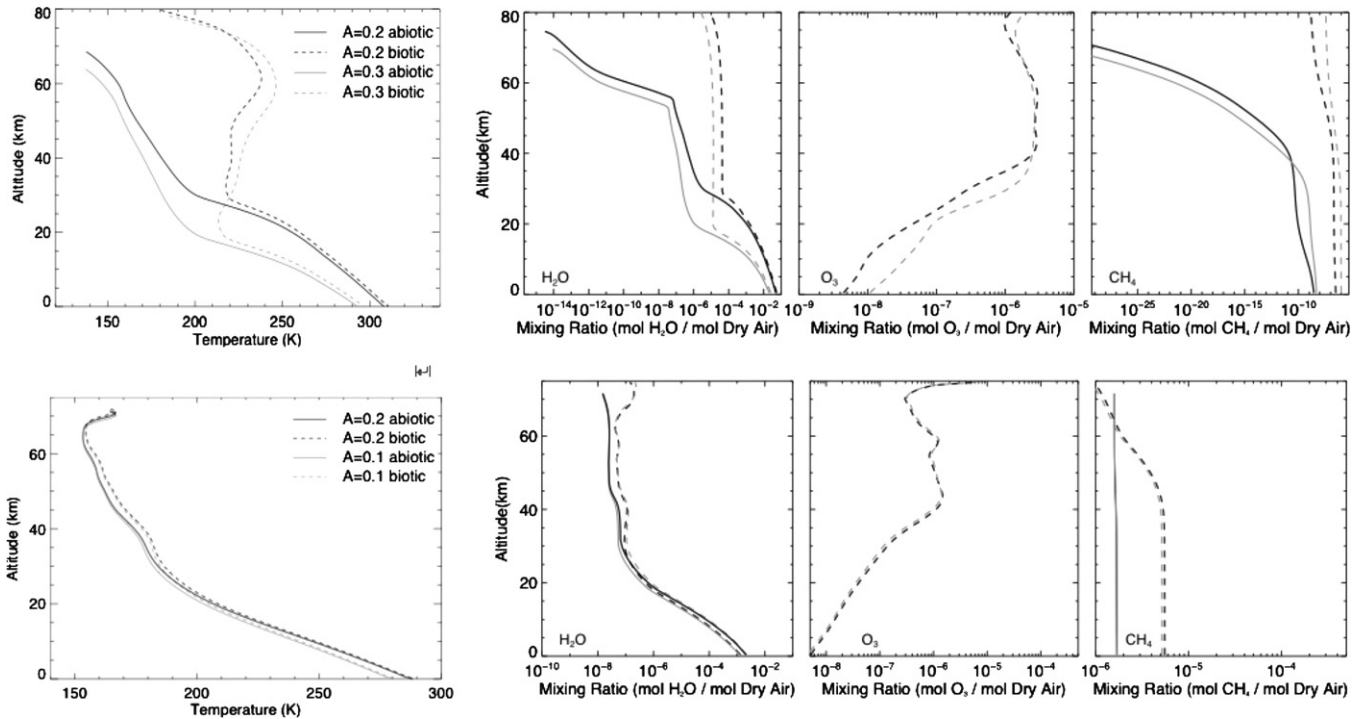 80
60
40
20
0
Altitude (km)
A=0.2 abiotic
A=0.2 biotic
A=0.3 abiotic
A=0.3 biotic
150 200 250 300
Temperature (K)
80
60
40
20
0
Altitude(km)
H₂O
10⁻¹⁴ 10⁻¹² 10⁻¹⁰ 10⁻⁸ 10⁻⁶ 10⁻⁴ 10⁻²
Mixing Ratio (mol H₂O / mol Dry Air)
O₃
10⁻⁹ 10⁻⁸ 10⁻⁷ 10⁻⁶ 10⁻⁵
Mixing Ratio (mol O₃ / mol Dry Air)
CH₄
10⁻²⁵ 10⁻²⁰ 10⁻¹⁵ 10⁻¹⁰
Mixing Ratio (mol CH₄ / mol Dry Air)
60
40
20
0
Altitude (km)
A=0.2 abiotic
A=0.2 biotic
A=0.1 abiotic
A=0.1 biotic
150 200 250 300
Temperature (K)
60
40
20
0
Altitude(km)
H₂O
10⁻¹⁰ 10⁻⁸ 10⁻⁶ 10⁻⁴ 10⁻²
Mixing Ratio (mol H₂O / mol Dry Air)
O₃
10⁻⁸ 10⁻⁷ 10⁻⁶ 10⁻⁵ 10⁻⁴
Mixing Ratio (mol O₃ / mol Dry Air)
CH₄
10⁻⁶ 10⁻⁵ 10⁻⁴
Mixing Ratio (mol CH₄ / mol Dry Air)